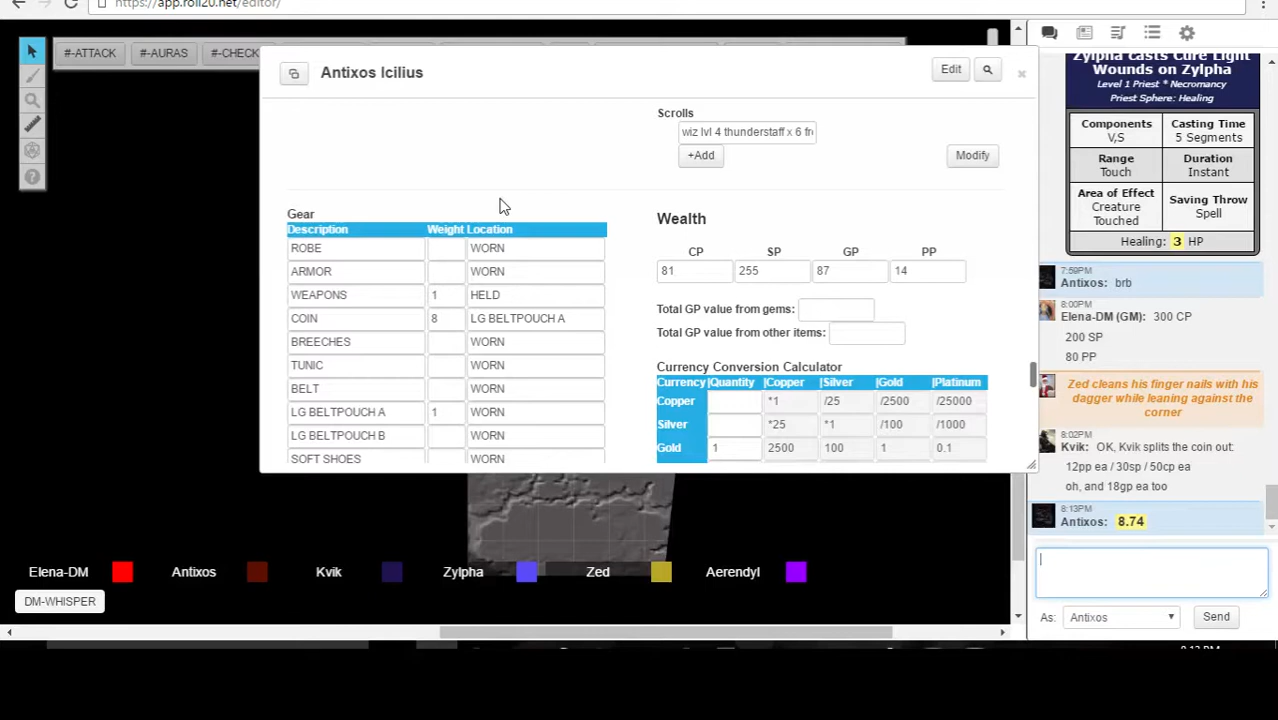 https://app.roll20.net/editor/
#-ATTACK #-AURAS #-CHECK
Antixos Icilius
Edit
Scrolls
wiz lvl 4 thunderstaff x 6 fr
+Add
Modify
Gear
Description Weight Location
ROBE WORN
ARMOR WORN
WEAPONS 1 HELD
COIN 8 LG BELTPOUCH A
BREECHES WORN
TUNIC WORN
BELT WORN
LG BELTPOUCH A 1 WORN
LG BELTPOUCH B WORN
SOFT SHOES WORN
Wealth
CP SP GP PP
81 255 87 14
Total GP value from gems:
Total GP value from other items:
Currency Conversion Calculator
Currency |Quantity |Copper |Silver |Gold |Platinum
Copper *1 /25 /2500 /25000
Silver *25 *1 /100 /1000
Gold 1 2500 100 1 0.1
Zylpha casts Cure Light
Wounds on Zylpha
Level 1 Priest * Necromancy
Priest Sphere: Healing
Components
V,S
Casting Time
5 Segments
Range
Touch
Duration
Instant
Area of Effect
Creature
Touched
Saving Throw
Spell
Healing: 3 HP
7:59PM
Antixos: brb
8:00PM
Elena-DM (GM): 300 CP
200 SP
80 PP
Zed cleans his finger nails with his
dagger while leaning against the
corner
8:02PM
Kvik: OK, Kvik splits the coin out:
12pp ea / 30sp / 50cp ea
oh, and 18gp ea too
8:13PM
Antixos: 8.74
As: Antixos
Send
Elena-DM Antixos Kvik Zylpha Zed Aerendyl
DM-WHISPER
8:13 PM